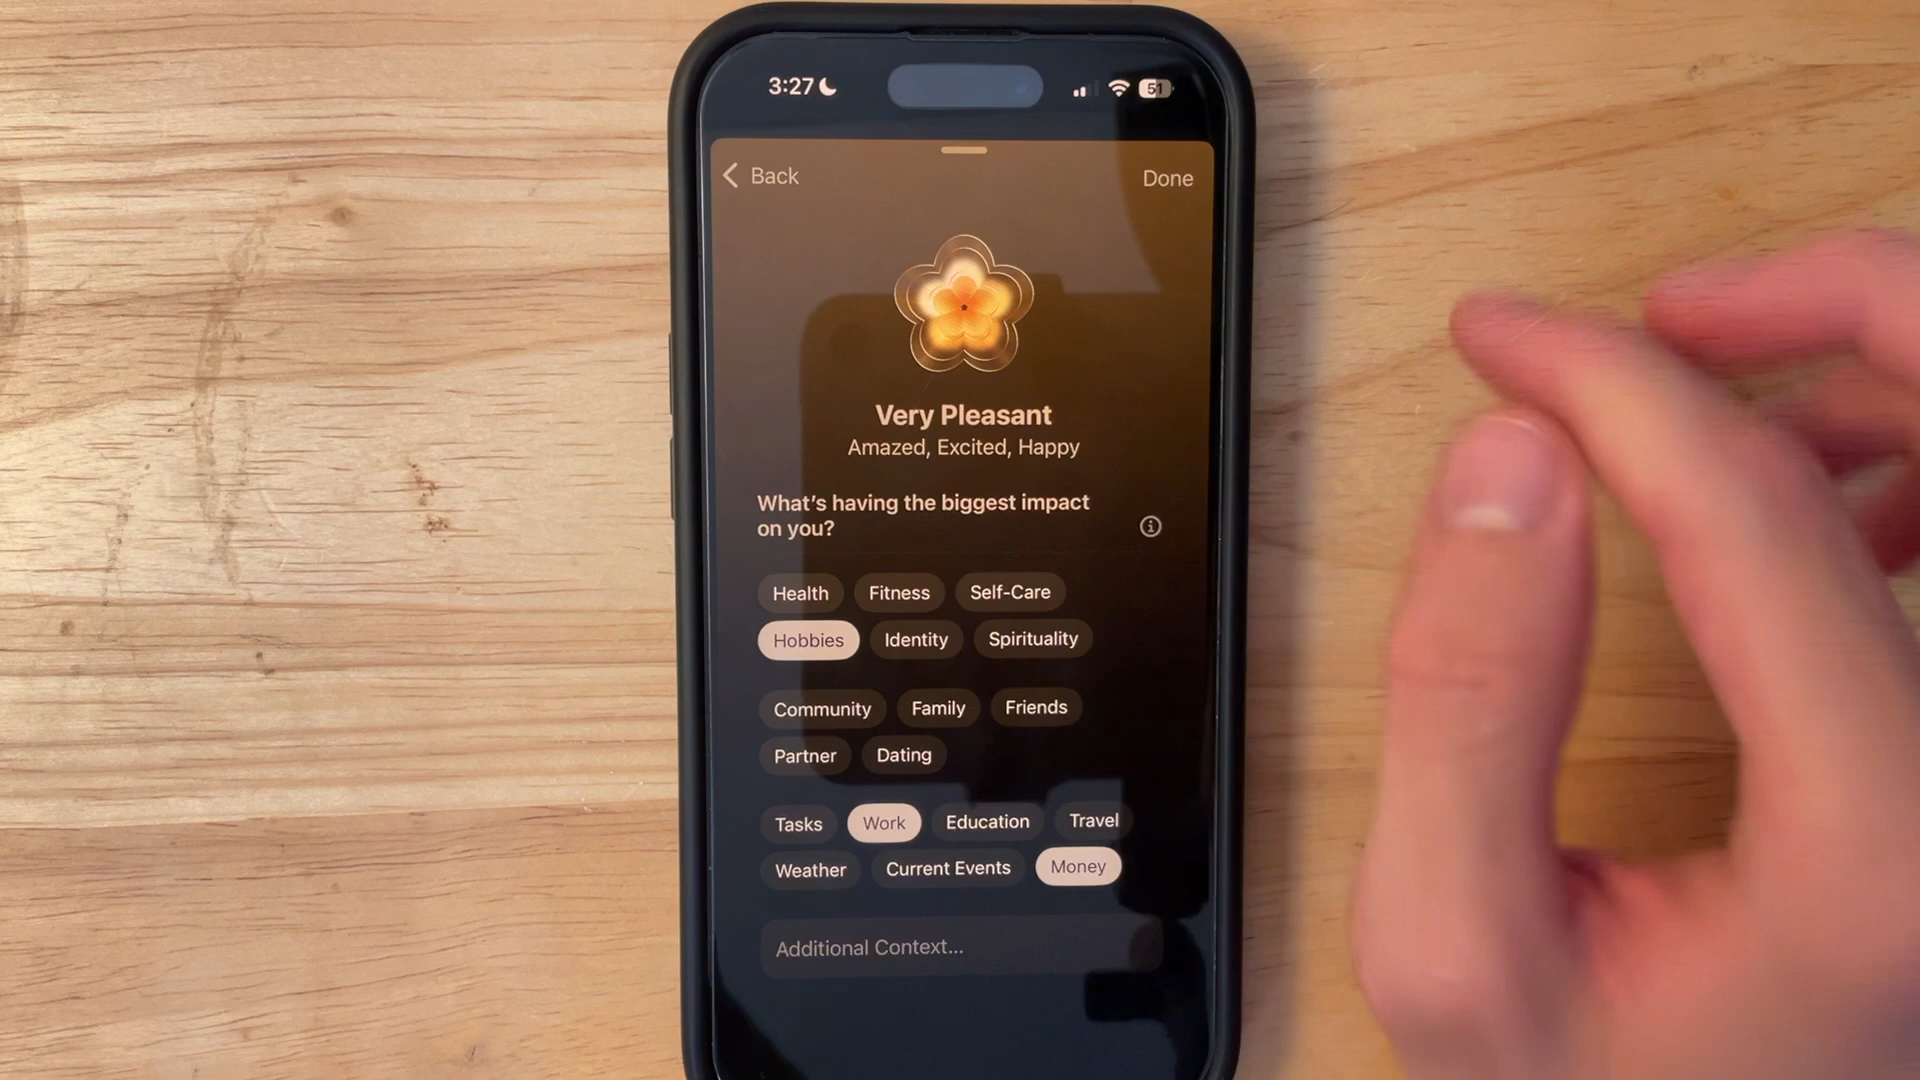 3:27
51
Back
Done
Very Pleasant
Amazed, Excited, Happy
What's having the biggest impact
on you?
Health Fitness Self-Care
Hobbies Identity Spirituality
Community Family Friends
Partner Dating
Tasks Work Education Travel
Weather Current Events Money
Additional Context...